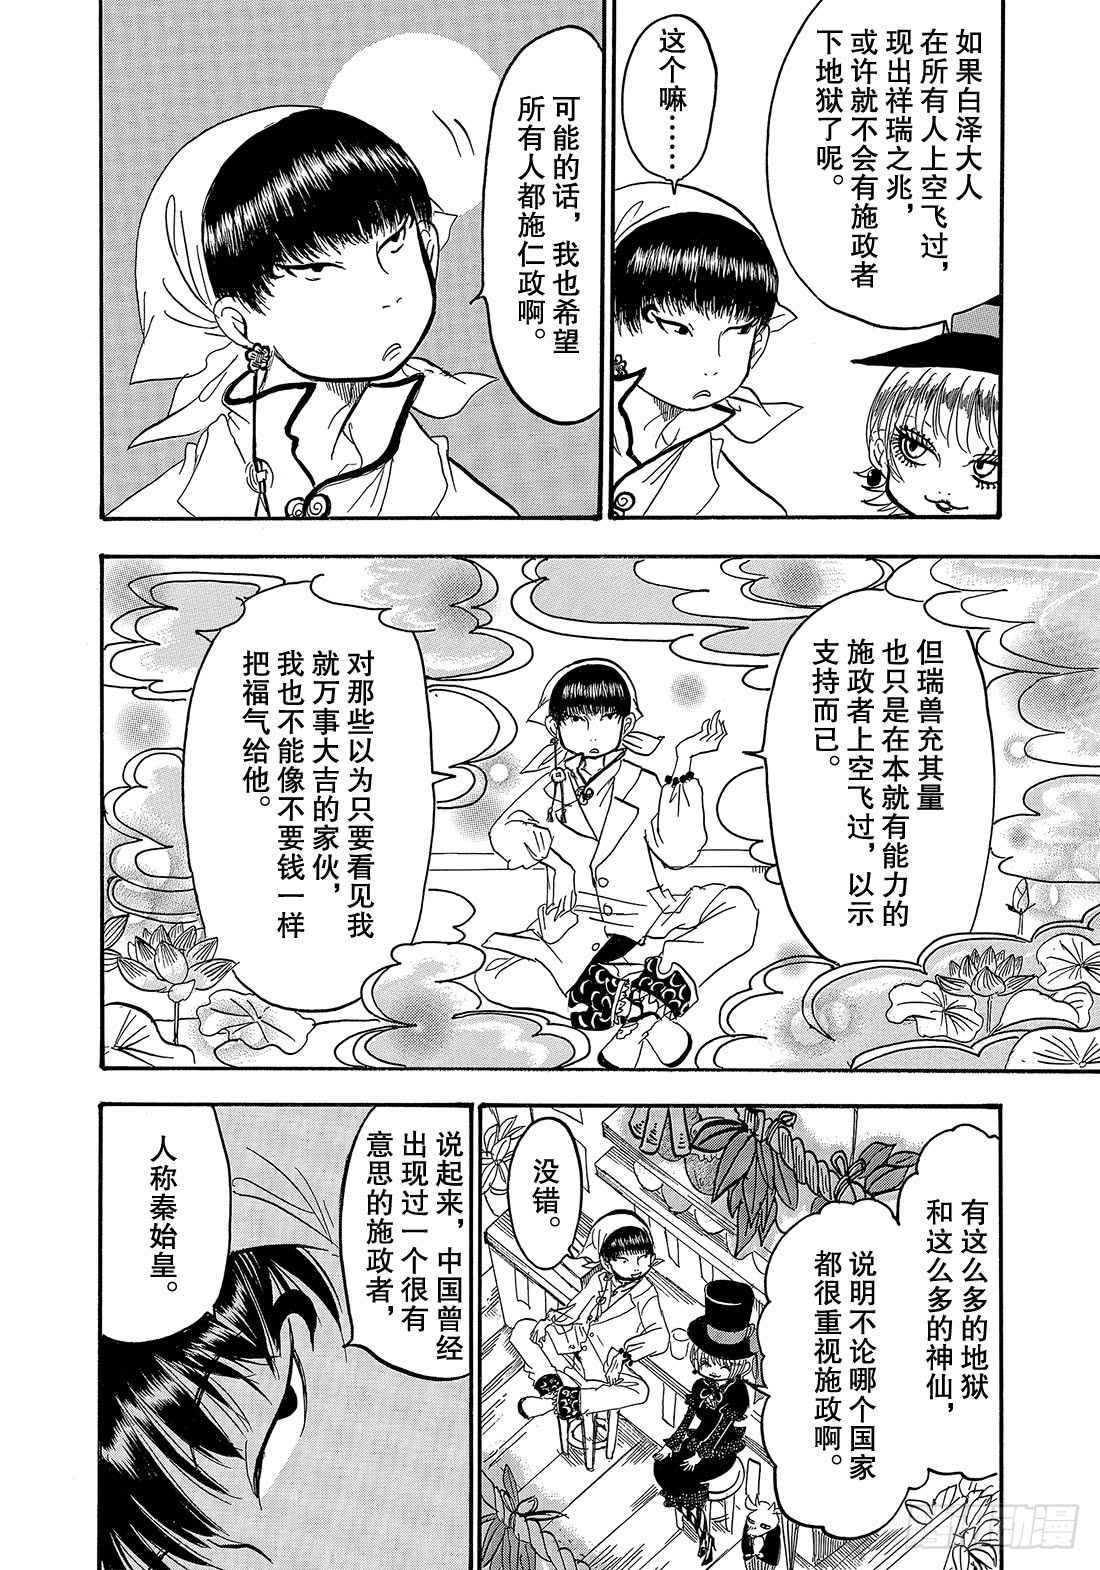 如果白泽大人
在所有人上空飞过，
现出祥瑞之兆，
或许就不会有施政者
下地狱了呢。
这个嘛……
可能的话，我也希望
所有人都施仁政啊。
但瑞兽充其量
也只是在本就有能力的
施政者上空飞过，以示
支持而已。
对那些以为只要看见我
就万事大吉的家伙，
我也不能像不要钱一样
把福气给他。
有这么多的地狱
和这么多的神仙，
说明不论哪个国家
都很重视施政啊。
没错。
说起来，中国曾经
出现过一个很有
意思的施政者，
人称秦始皇。